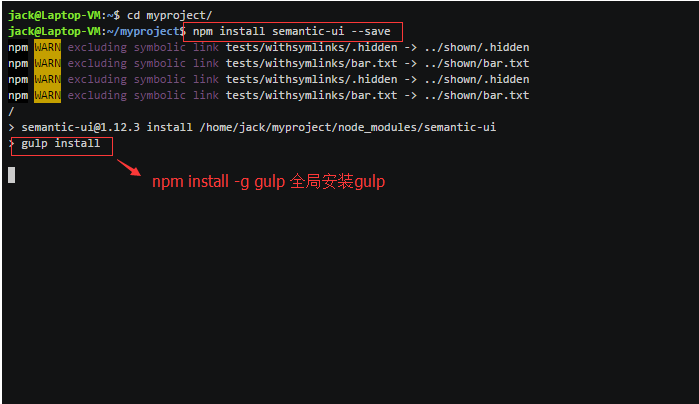 jack@Laptop-VM:~$ cd myproject/
jack@Laptop-VM:~/myproject$ npm install semantic-ui --save
npm WARN excluding symbolic link tests/withsymlinks/.hidden -> ../shown/.hidden
npm WARN excluding symbolic link tests/withsymlinks/bar.txt -> ../shown/bar.txt
npm WARN excluding symbolic link tests/withsymlinks/.hidden -> ../shown/.hidden
npm WARN excluding symbolic link tests/withsymlinks/bar.txt -> ../shown/bar.txt
/
> semantic-ui@1.12.3 install /home/jack/myproject/node_modules/semantic-ui
> gulp install
npm install -g gulp 全局安装gulp